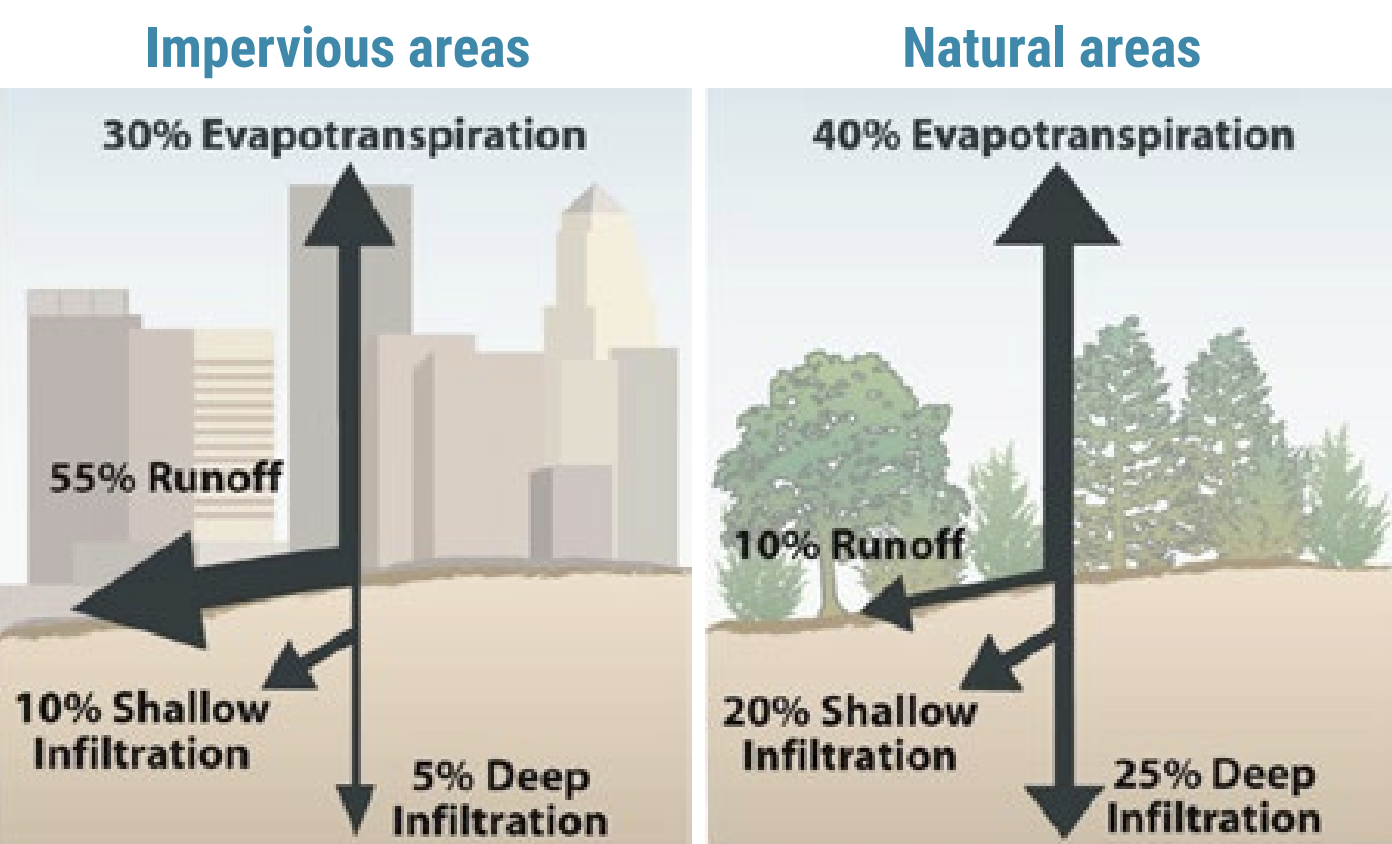 Impervious areas
30% Evapotranspiration
55% Runoff
10% Shallow
Infiltration
5% Deep
Infiltration
Natural areas
40% Evapotranspiration
10% Runoff
20% Shallow
Infiltration
25% Deep
Infiltration